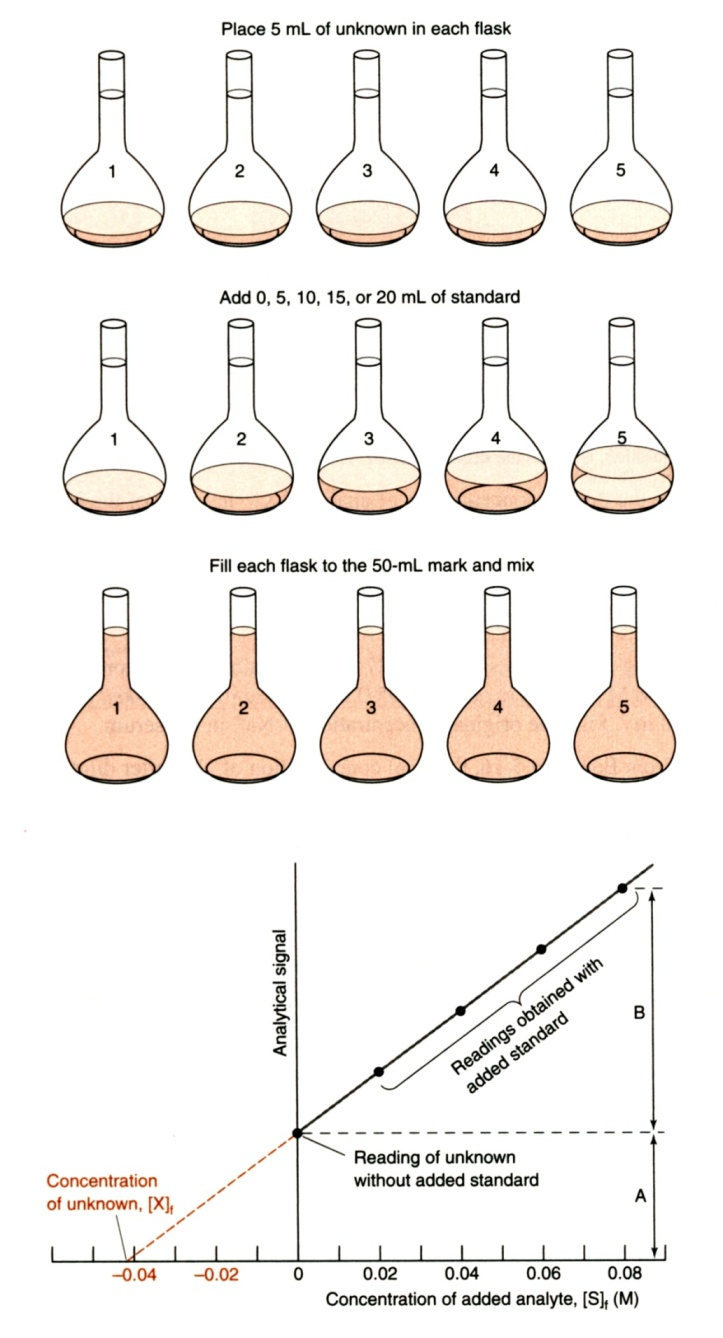 Place 5 mL of unknown in each flask
1 2 3 4 5
Add 0, 5, 10, 15, or 20 mL of standard
1 2 3 4 5
Fill each flask to the 50-mL mark and mix
1 2 3 4 5
Analytical signal
Readings obtained with
added standard
B
Reading of unknown
without added standard
Concentration
of unknown, [X]f
A
−0.04 −0.02 0 0.02 0.04 0.06 0.08
Concentration of added analyte, [S]f (M)